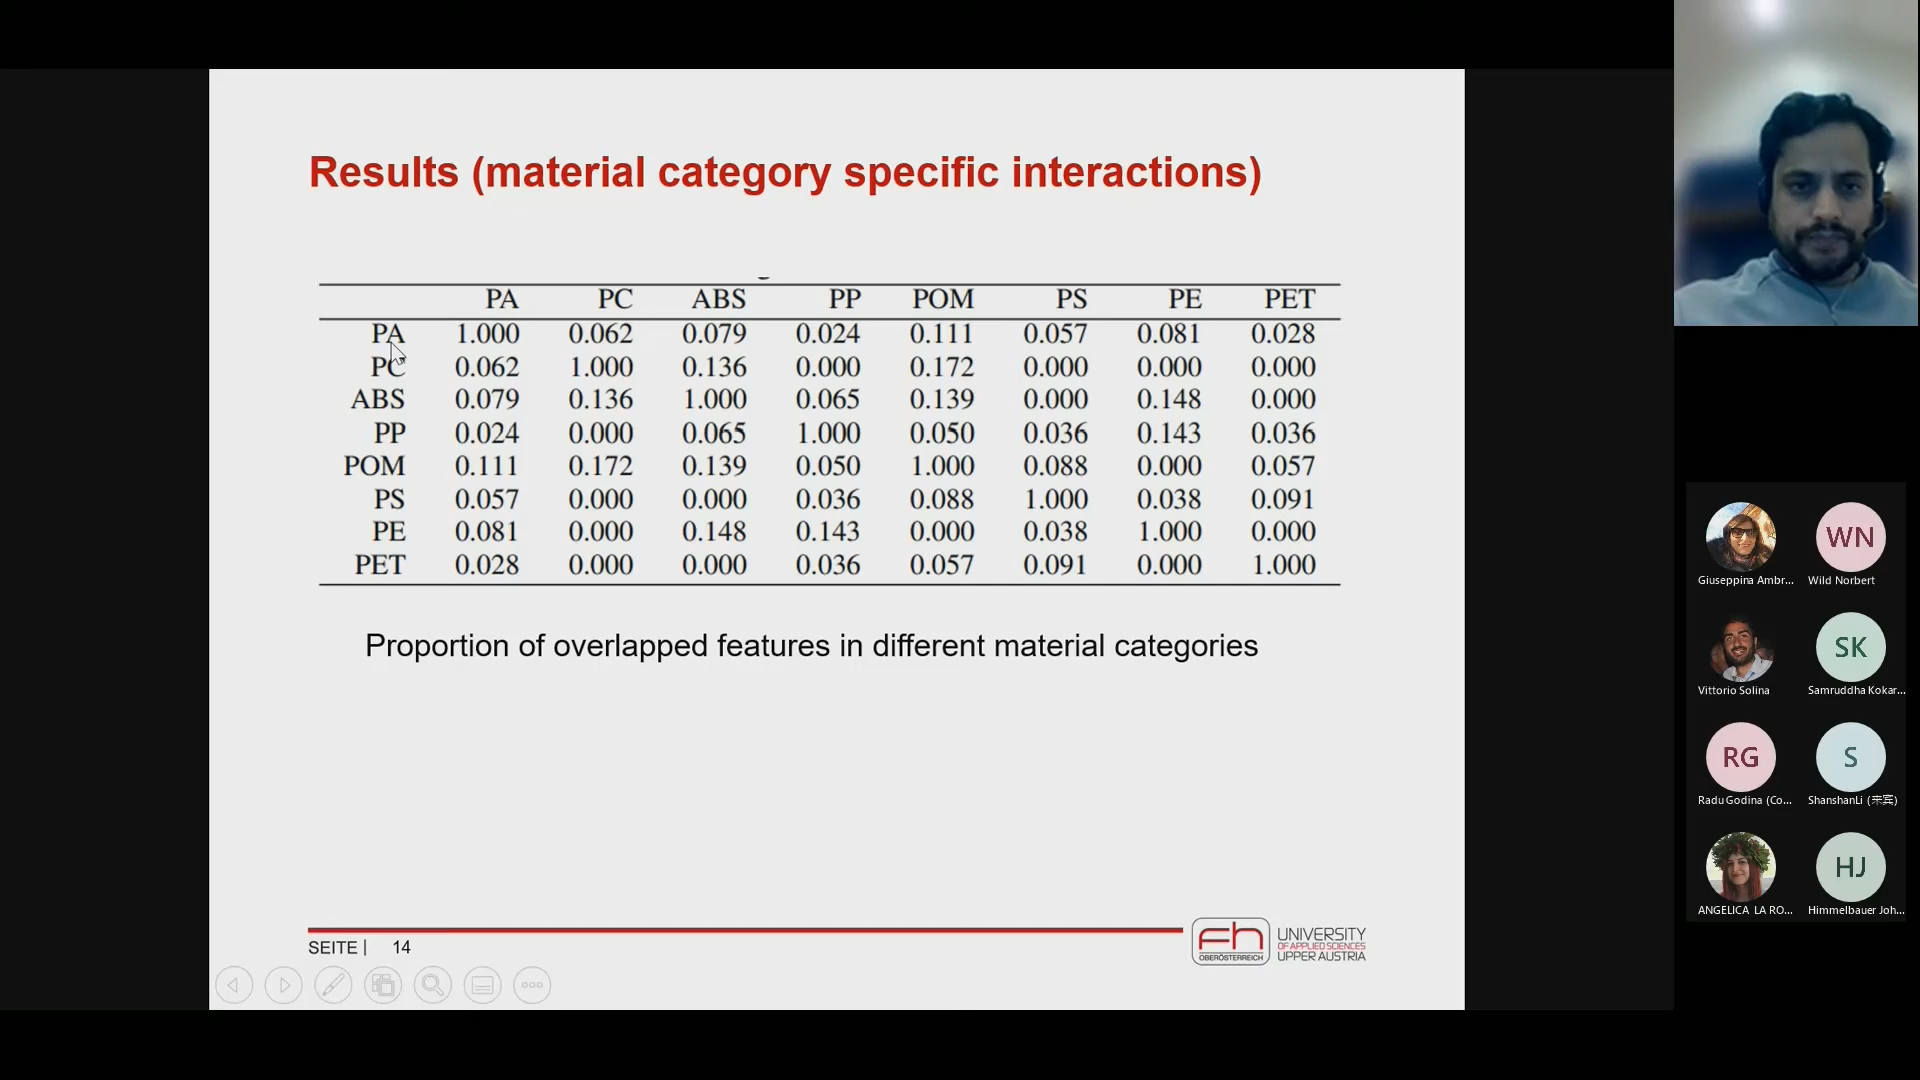 Results (material category specific interactions)
PA PC ABS PP POM PS PE PET
PA 1.000 0.062 0.079 0.024 0.111 0.057 0.081 0.028
PC 0.062 1.000 0.136 0.000 0.172 0.000 0.000 0.000
ABS 0.079 0.136 1.000 0.065 0.139 0.000 0.148 0.000
PP 0.024 0.000 0.065 1.000 0.050 0.036 0.143 0.036
POM 0.111 0.172 0.139 0.050 1.000 0.088 0.000 0.057
PS 0.057 0.000 0.000 0.036 0.088 1.000 0.038 0.091
PE 0.081 0.000 0.148 0.143 0.000 0.038 1.000 0.000
PET 0.028 0.000 0.000 0.036 0.057 0.091 0.000 1.000
Proportion of overlapped features in different material categories
SEITE | 14
fh
OBERÖSTERREICH
UNIVERSITY
OF APPLIED SCIENCES
UPPER AUSTRIA
WN
Giuseppina Ambr... Wild Norbert
SK
Vittorio Solina Samruddha Kokar...
RG S
Radu Godina (Co... ShanshanLi (来宾)
HJ
ANGELICA LA RO... Himmelbauer Joh...